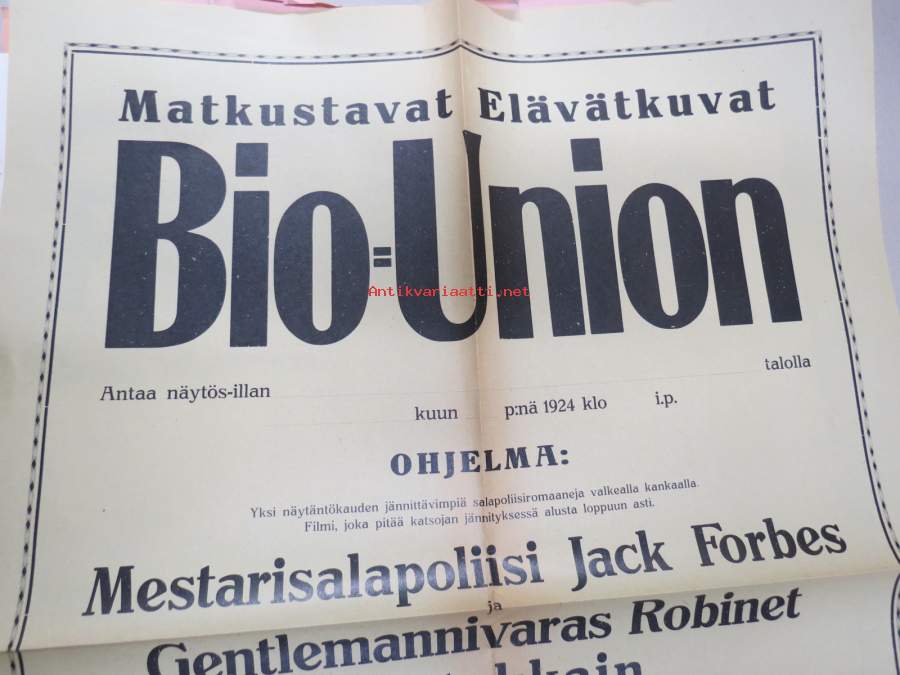 Matkustavat Elävätkuvat
Bio=Union
Antikvariaatti.net
Antaa näytös-illan talolla
kuun p:nä 1924 klo i.p.
OHJELMA:
Yksi näytäntökauden jännittävimpiä salapoliisiromaaneja valkealla kankaalla.
Filmi, joka pitää katsojan jännityksessä alusta loppuun asti.
Mestarisalapoliisi Jack Forbes
ja
Gentlemannivaras Robinet